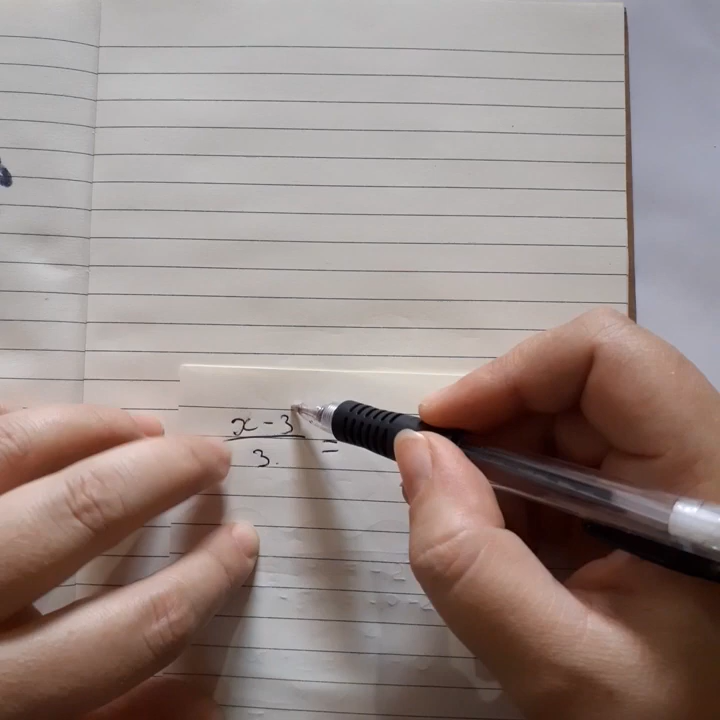 x - 3
3. =